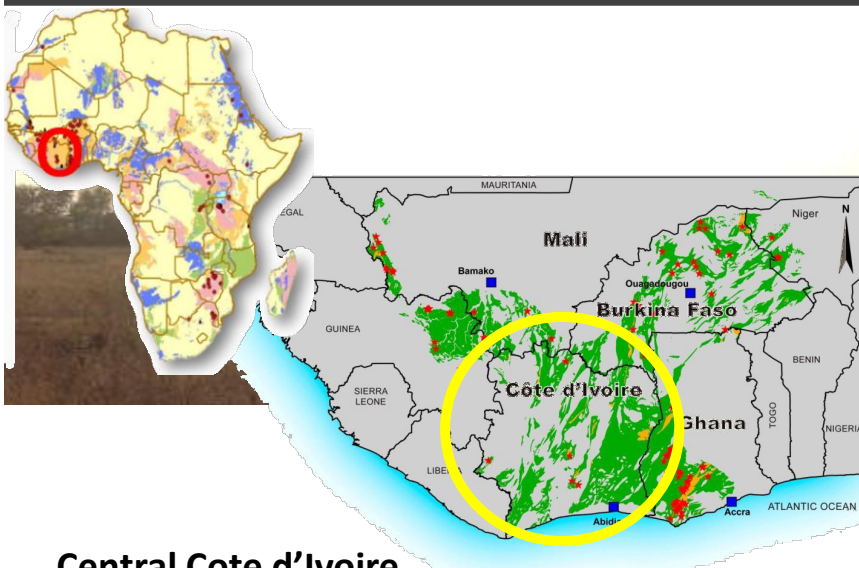 MAURITANIA
EGAL
Niger
N
Mali
Bamako
Ouagadougou
Burkina Faso
GUINEA
BENIN
Côte d'Ivoire
SIERRA
LEONE
TOGO
Ghana
NIGERIA
LIBE
Abidja
Accra
ATLANTIC OCEAN
Central Cote d'Ivoire